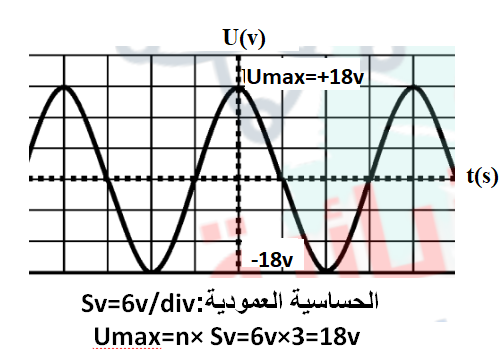 U(v)
Umax=+18v
t(s)
-18v
الحساسية العمودية:Sv=6v/div
Umax=n× Sv=6v×3=18v